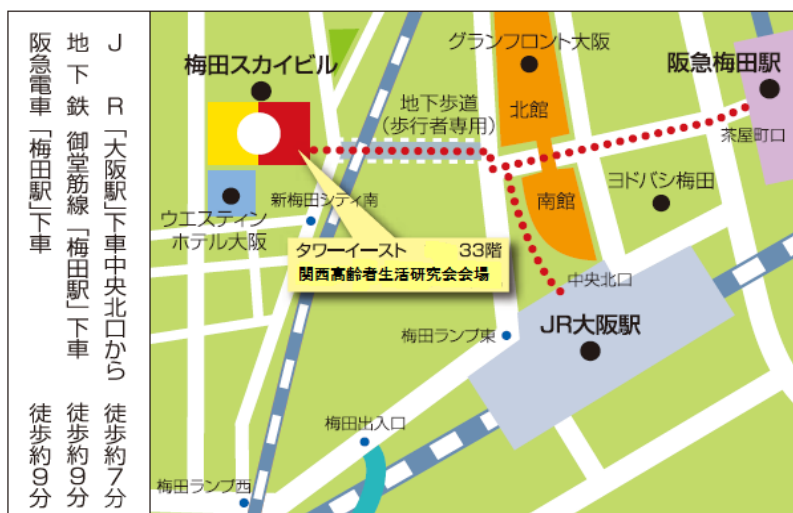 JR「大阪駅」下車中央北口から 徒歩約7分
地下鉄 御堂筋線「梅田駅」下車 徒歩約9分
阪急電車「梅田駅」下車 徒歩約9分
グランフロント大阪
梅田スカイビル
阪急梅田駅
北館
地下歩道
(歩行者専用)
茶屋町口
ヨドバシ梅田
新梅田シティ南
南館
ウエスティン
ホテル大阪
タワーイースト 33階
関西高齢者生活研究会会場
中央北口
JR大阪駅
梅田ランプ東
梅田出入口
梅田ランプ西